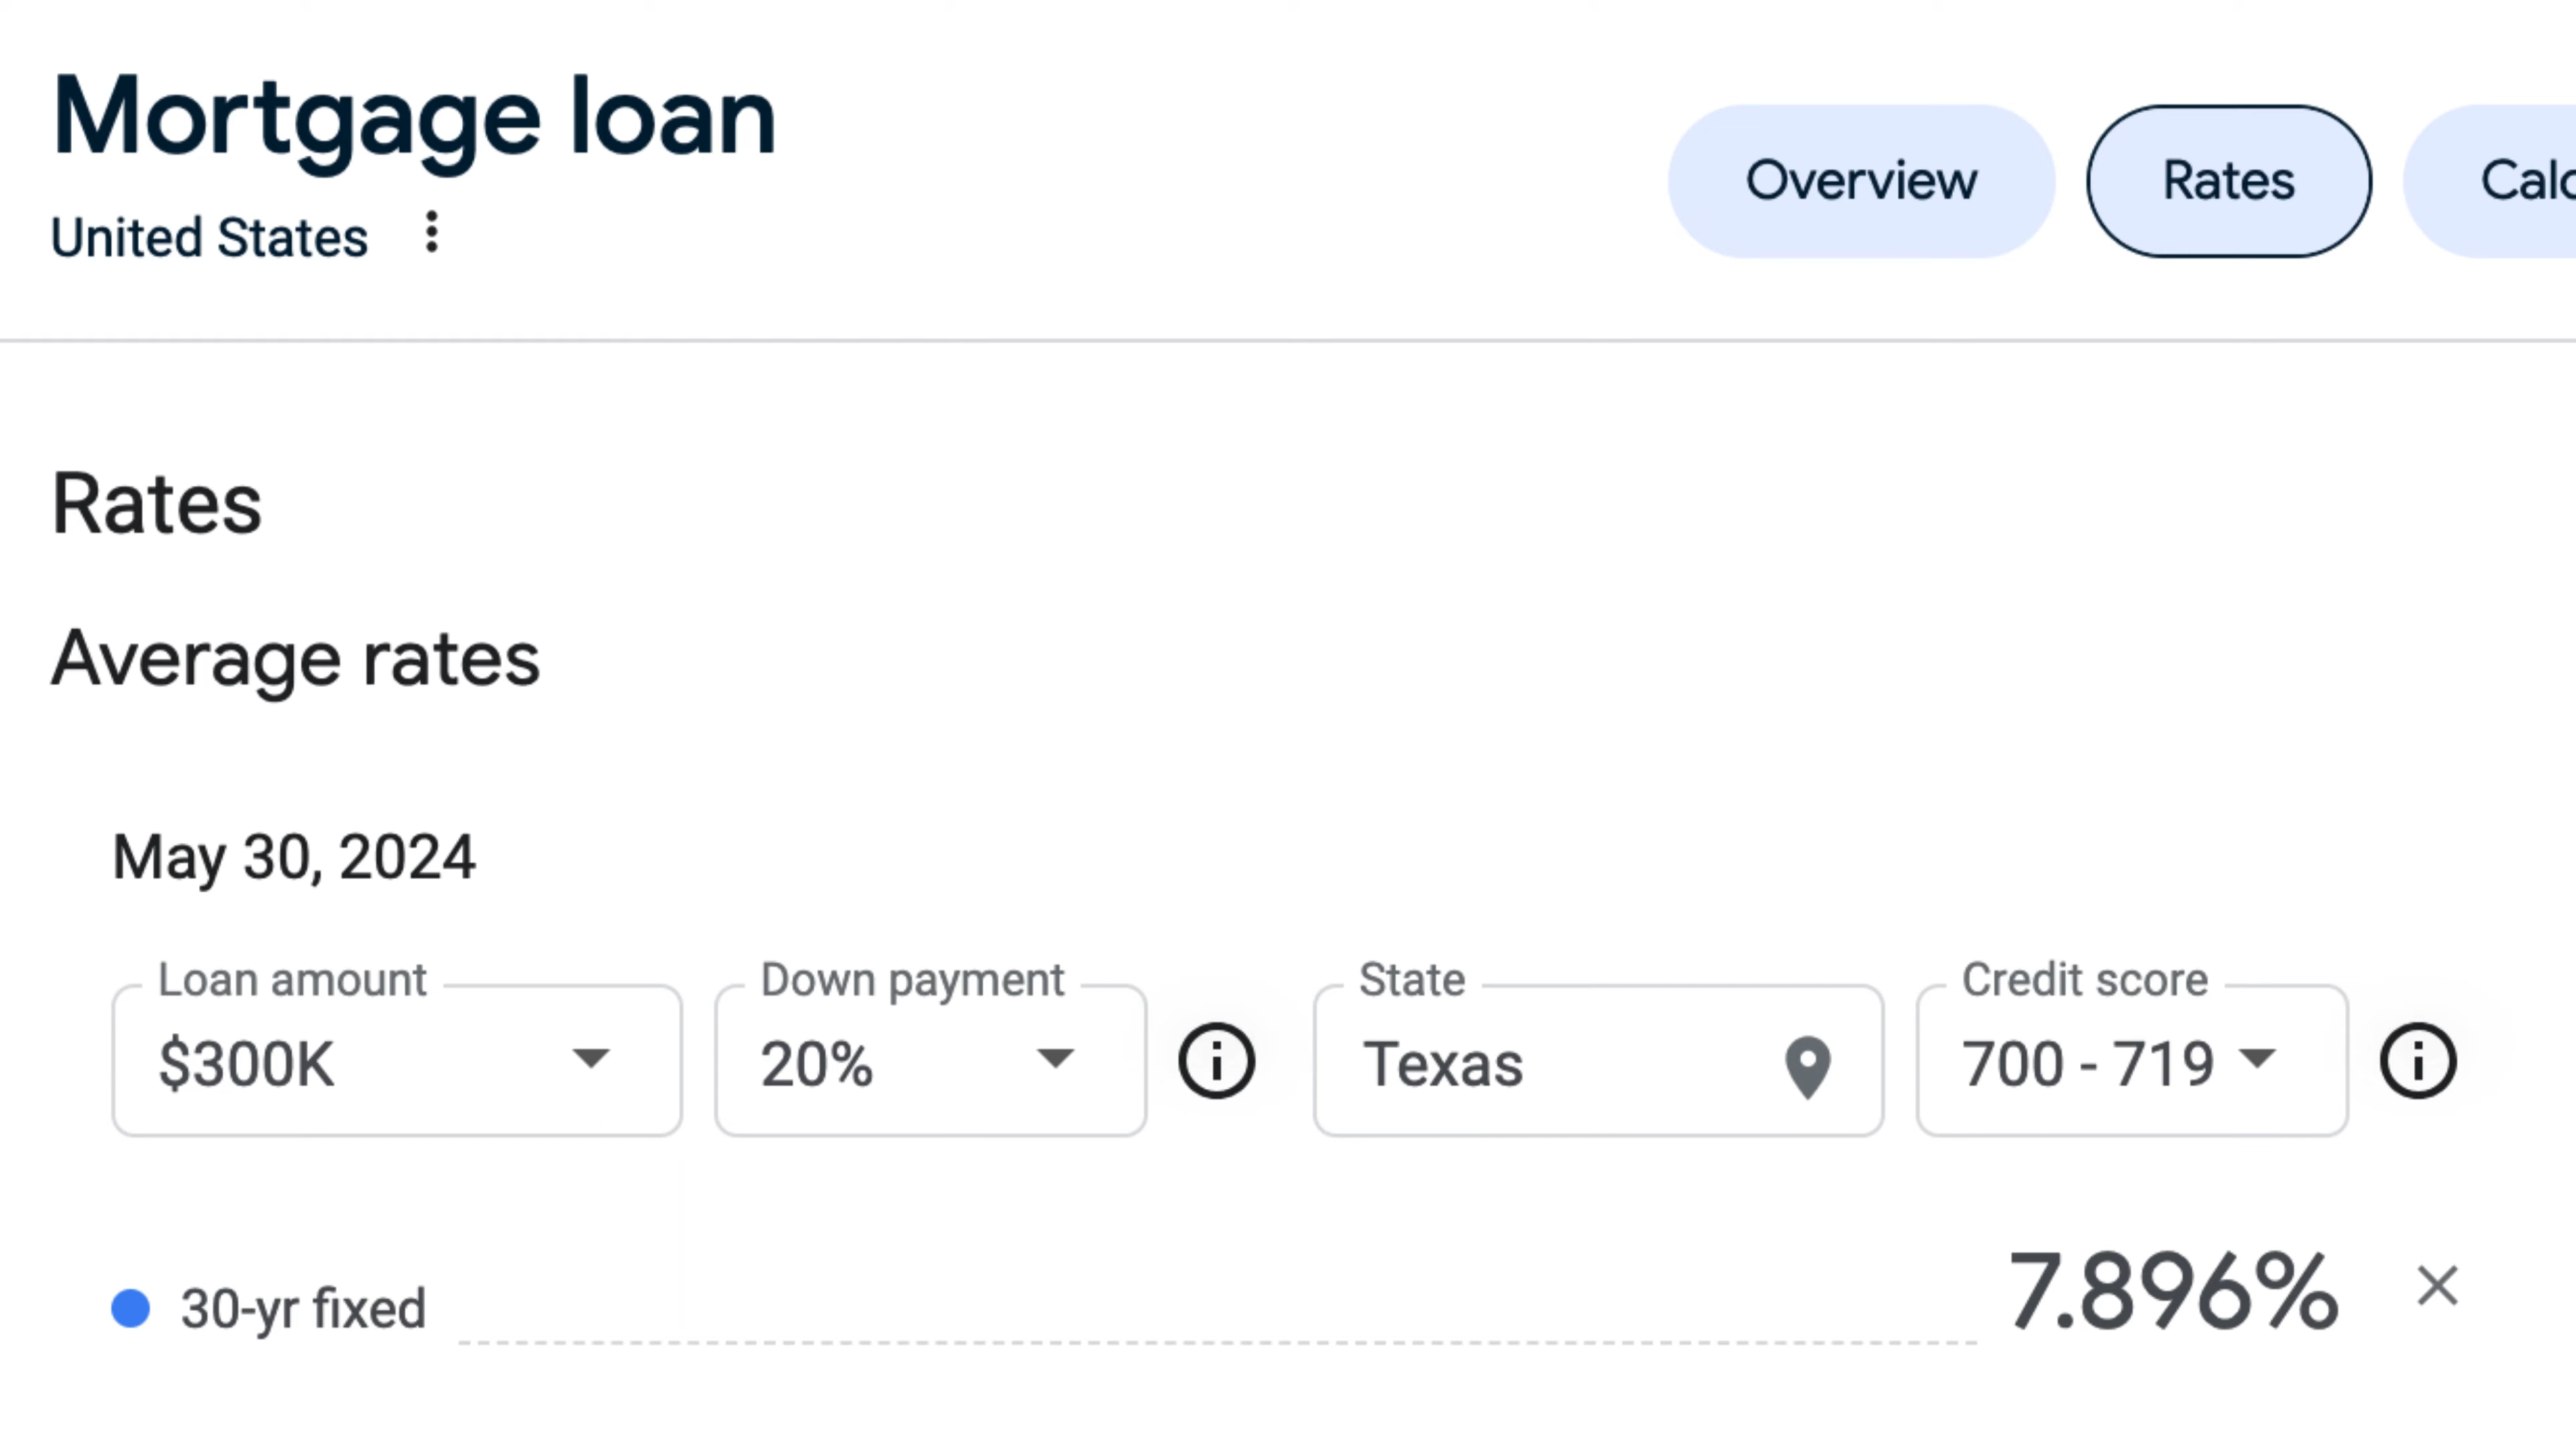 Mortgage loan
United States
Overview
Rates
Rates
Average rates
May 30, 2024
Loan amount
$300K
Down payment
20%
State
Texas
Credit score
700 - 719
30-yr fixed
7.896%